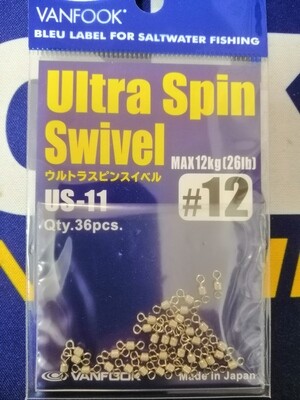 VANFOOK
BLEU LABEL FOR SALTWATER FISHING
Ultra Spin
Swivel
MAX12kg(26lb)
ウルトラスピンスイベル
#12
US-11
Qty.36pcs.
VANFOOK
Made in Japan